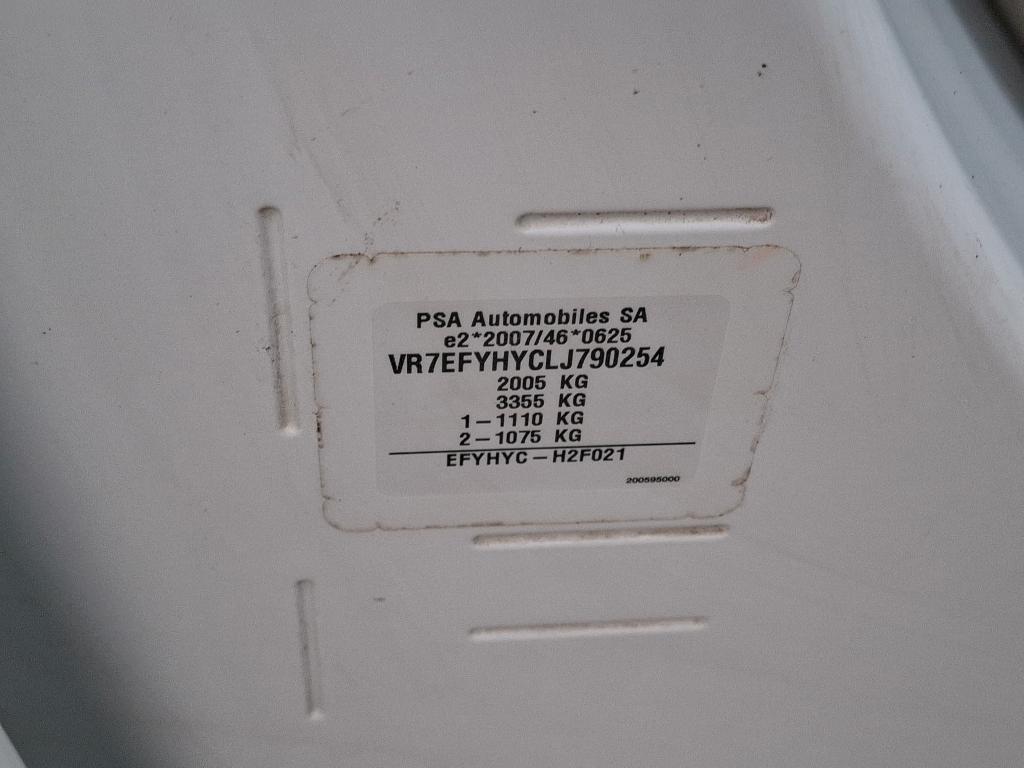 PSA Automobiles SA
e2*2007/46*0625
VR7EFYHYCLJ790254
2005 KG
3355 KG
1-1110 KG
2-1075 KG
EFYHYC-H2F021
200595000